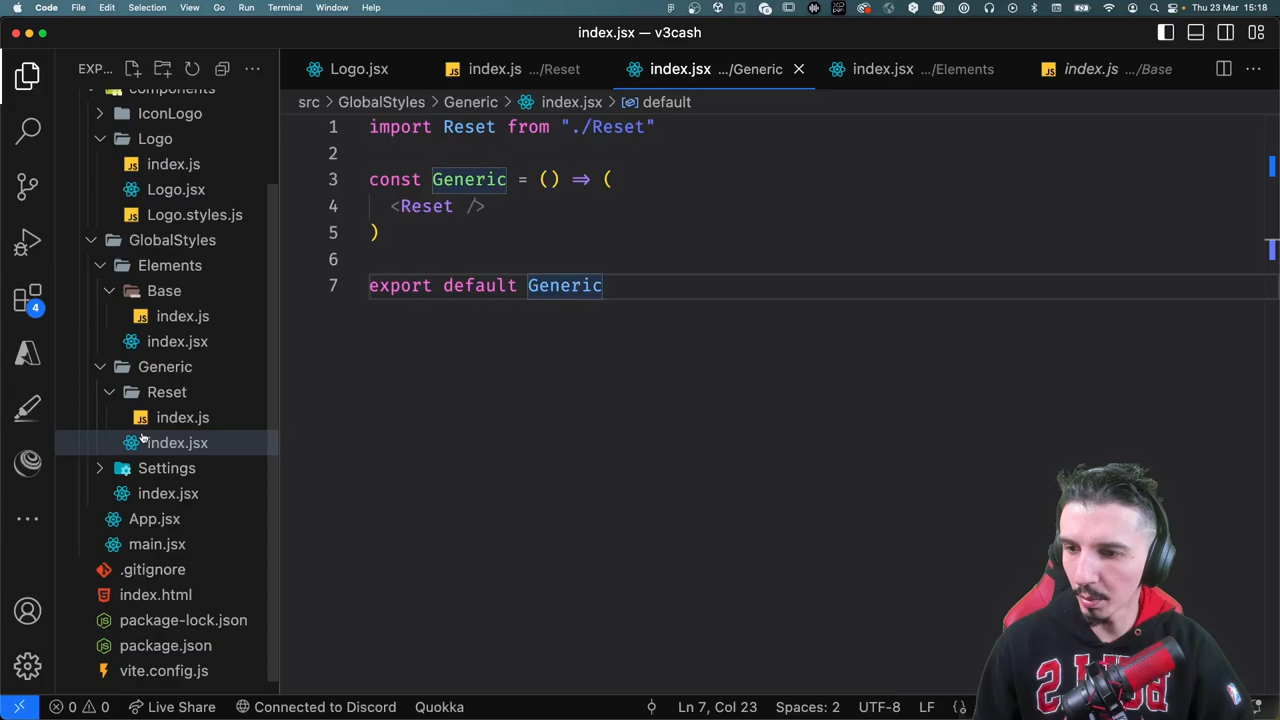 Code File Edit Selection View Go Run Terminal Window Help
Thu 23 Mar 15:18
index.jsx — v3cash
EXP...
Logo.jsx
index.js .../Reset
index.jsx .../Generic
index.jsx .../Elements
index.js .../Base
src > GlobalStyles > Generic > index.jsx > default
components
IconLogo
Logo
index.js
Logo.jsx
Logo.styles.js
GlobalStyles
Elements
Base
index.js
index.jsx
Generic
Reset
index.js
index.jsx
Settings
index.jsx
App.jsx
main.jsx
.gitignore
index.html
package-lock.json
package.json
vite.config.js
4
1 import Reset from "./Reset"
2
3 const Generic = () => (
4 <Reset />
5 )
6
7 export default Generic
0 0 Live Share Connected to Discord Quokka
Ln 7, Col 23 Spaces: 2 UTF-8 LF